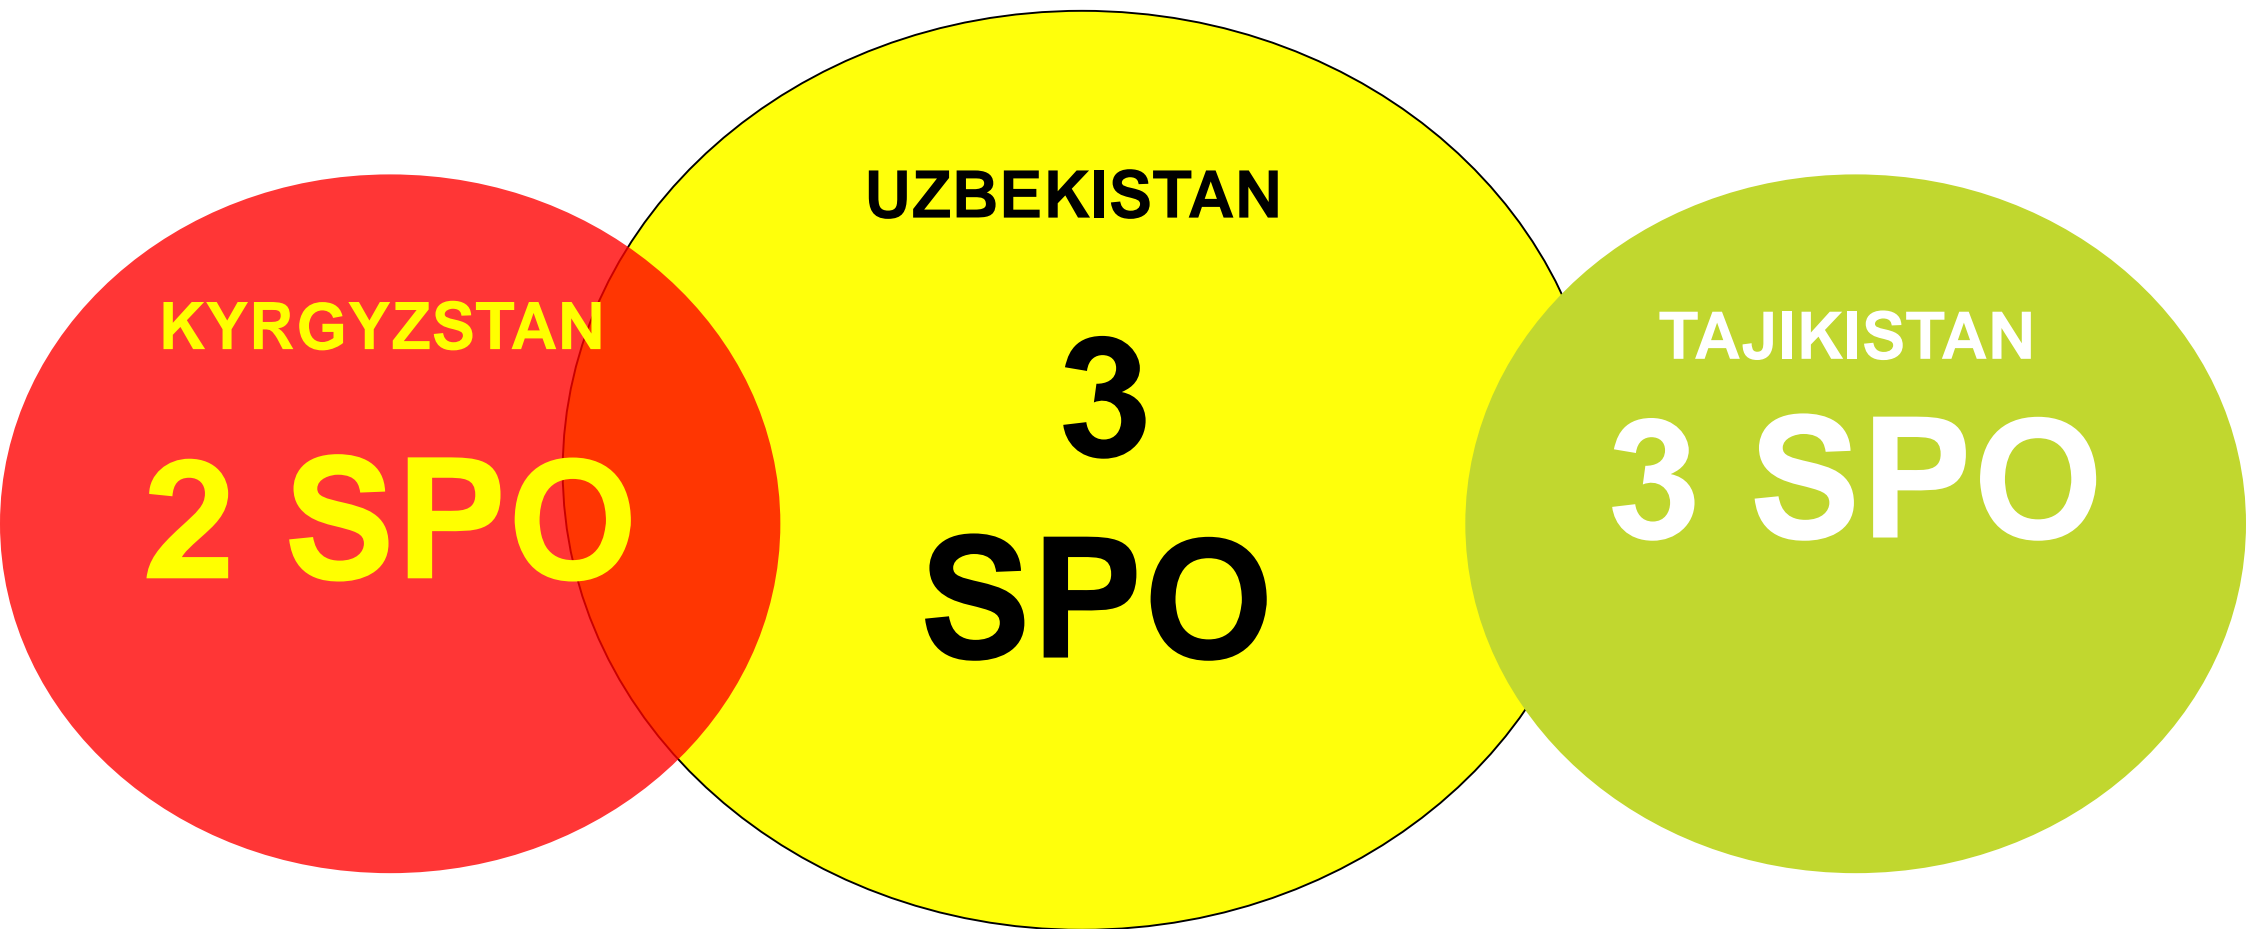 KYRGYZSTAN
2 SPO
UZBEKISTAN
3
SPO
TAJIKISTAN
3 SPO